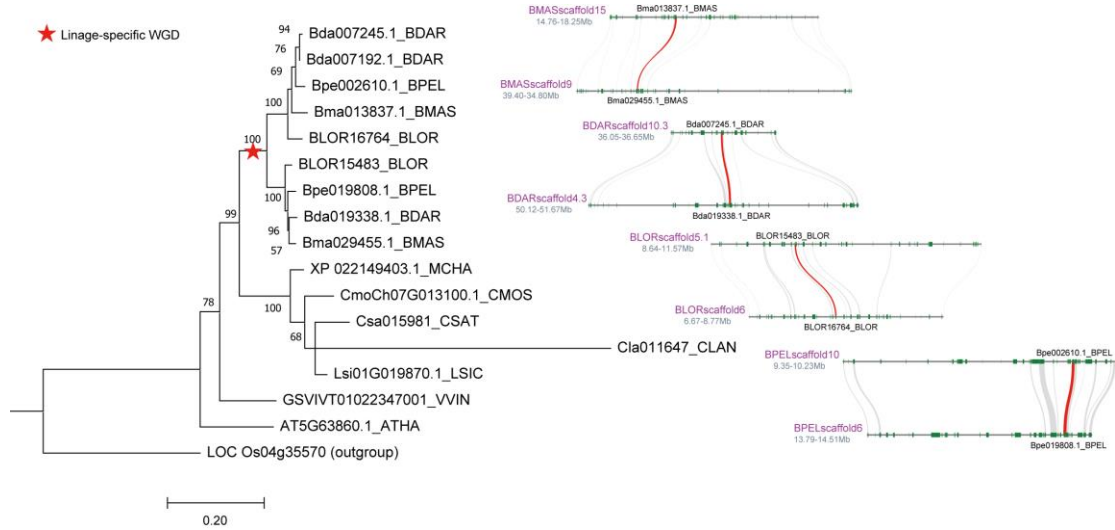 Linage-specific WGD
94
Bda007245.1_BDAR
76
Bda007192.1_BDAR
69
Bpe002610.1_BPEL
100
Bma013837.1_BMAS
100
BLOR16764_BLOR
BLOR15483_BLOR
100
Bpe019808.1_BPEL
Bda019338.1_BDAR
96
57
Bma029455.1_BMAS
99
XP 022149403.1_MCHA
100
CmoCh07G013100.1_CMOS
78
Csa015981_CSAT
68
Cla011647_CLAN
Lsi01G019870.1_LSIC
GSVIVT01022347001_VVIN
AT5G63860.1_ATHA
LOC Os04g35570 (outgroup)
0.20
BMASscaffold15
14.76-18.25Mb
Bma013837.1_BMAS
BMASscaffold9
39.40-34.80Mb
Bma029455.1_BMAS
BDARscaffold10.3
36.05-36.65Mb
Bda007245.1_BDAR
BDARscaffold4.3
50.12-51.67Mb
Bda019338.1_BDAR
BLORscaffold5.1
8.64-11.57Mb
BLOR15483_BLOR
BLORscaffold6
6.67-8.77Mb
BLOR16764_BLOR
BPELscaffold10
9.35-10.23Mb
Bpe002610.1_BPEL
BPELscaffold6
13.79-14.51Mb
Bpe019808.1_BPEL